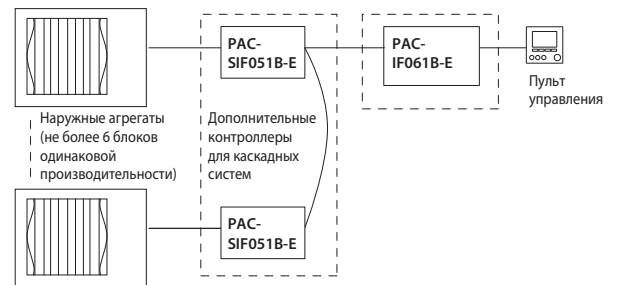 PAC-
SIF051B-E
PAC-
IF061B-E
Пульт
управления
Наружные агрегаты
(не более 6 блоков
одинаковой
производительности)
Дополнительные
контроллеры
для каскадных
систем
PAC-
SIF051B-E